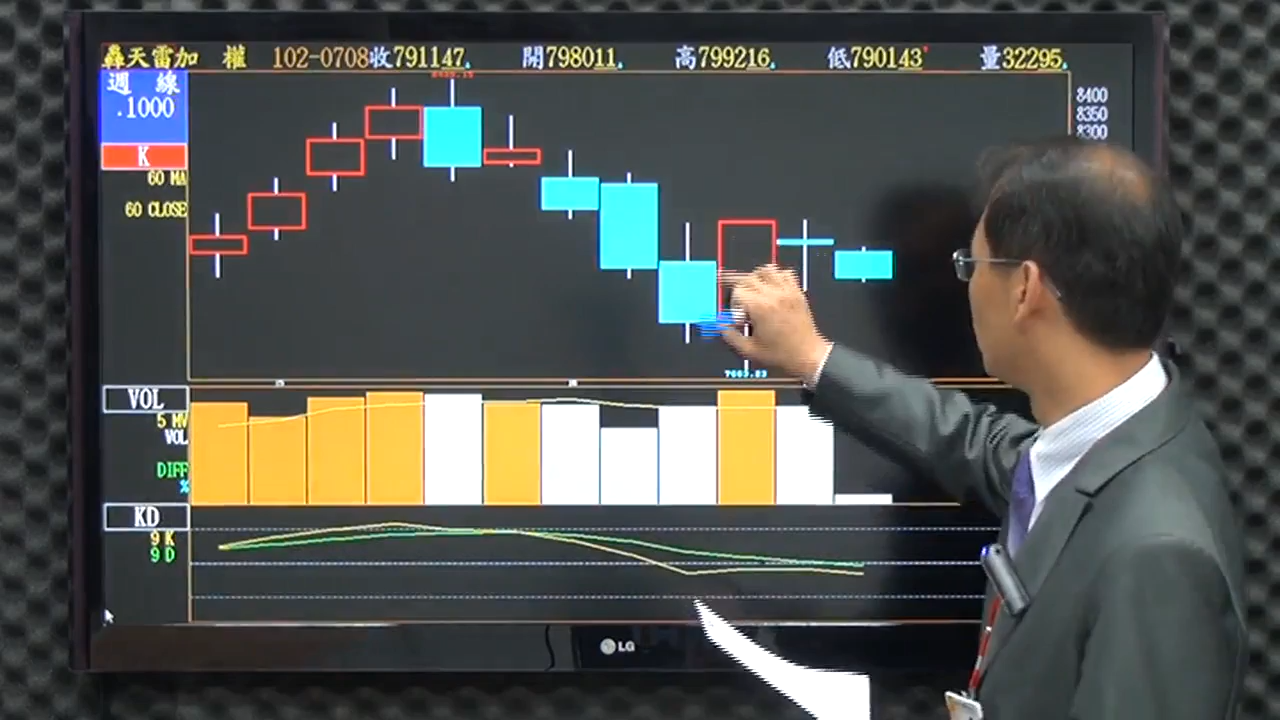 轟天雷加 權 102-0708收791147. 開798011. 高799216. 低790143 量32295.
週 線
.1000
K
60 MA
60 CLOSE
8400
8350
8300
7663.23
VOL
5 MV
VOL
DIFF
%
KD
9 K
9 D
LG